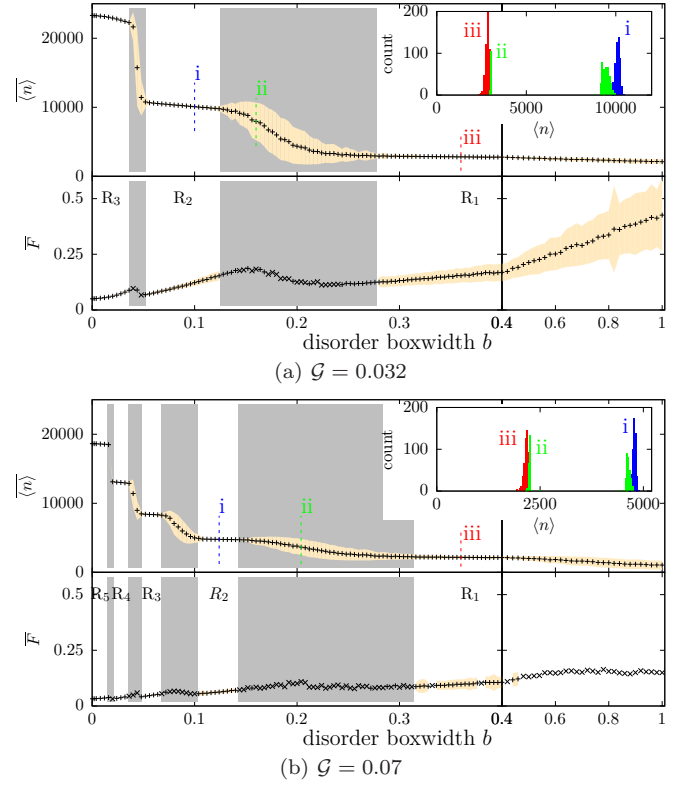 20000
10000
0
⟨n⟩
i
ii
iii
200
100
0
count
iii
ii
i
0
5000
10000
⟨n⟩
0.5
0.25
0
F
R3
R2
R1
0
0.1
0.2
0.3
0.4
0.4
0.6
0.8
1
disorder boxwidth b
(a) G = 0.032
20000
10000
0
⟨n⟩
i
ii
iii
200
100
0
count
iii
ii
i
0
2500
5000
⟨n⟩
0.5
0.25
0
F
R5
R4
R3
R2
R1
0
0.1
0.2
0.3
0.4
0.4
0.6
0.8
1
disorder boxwidth b
(b) G = 0.07